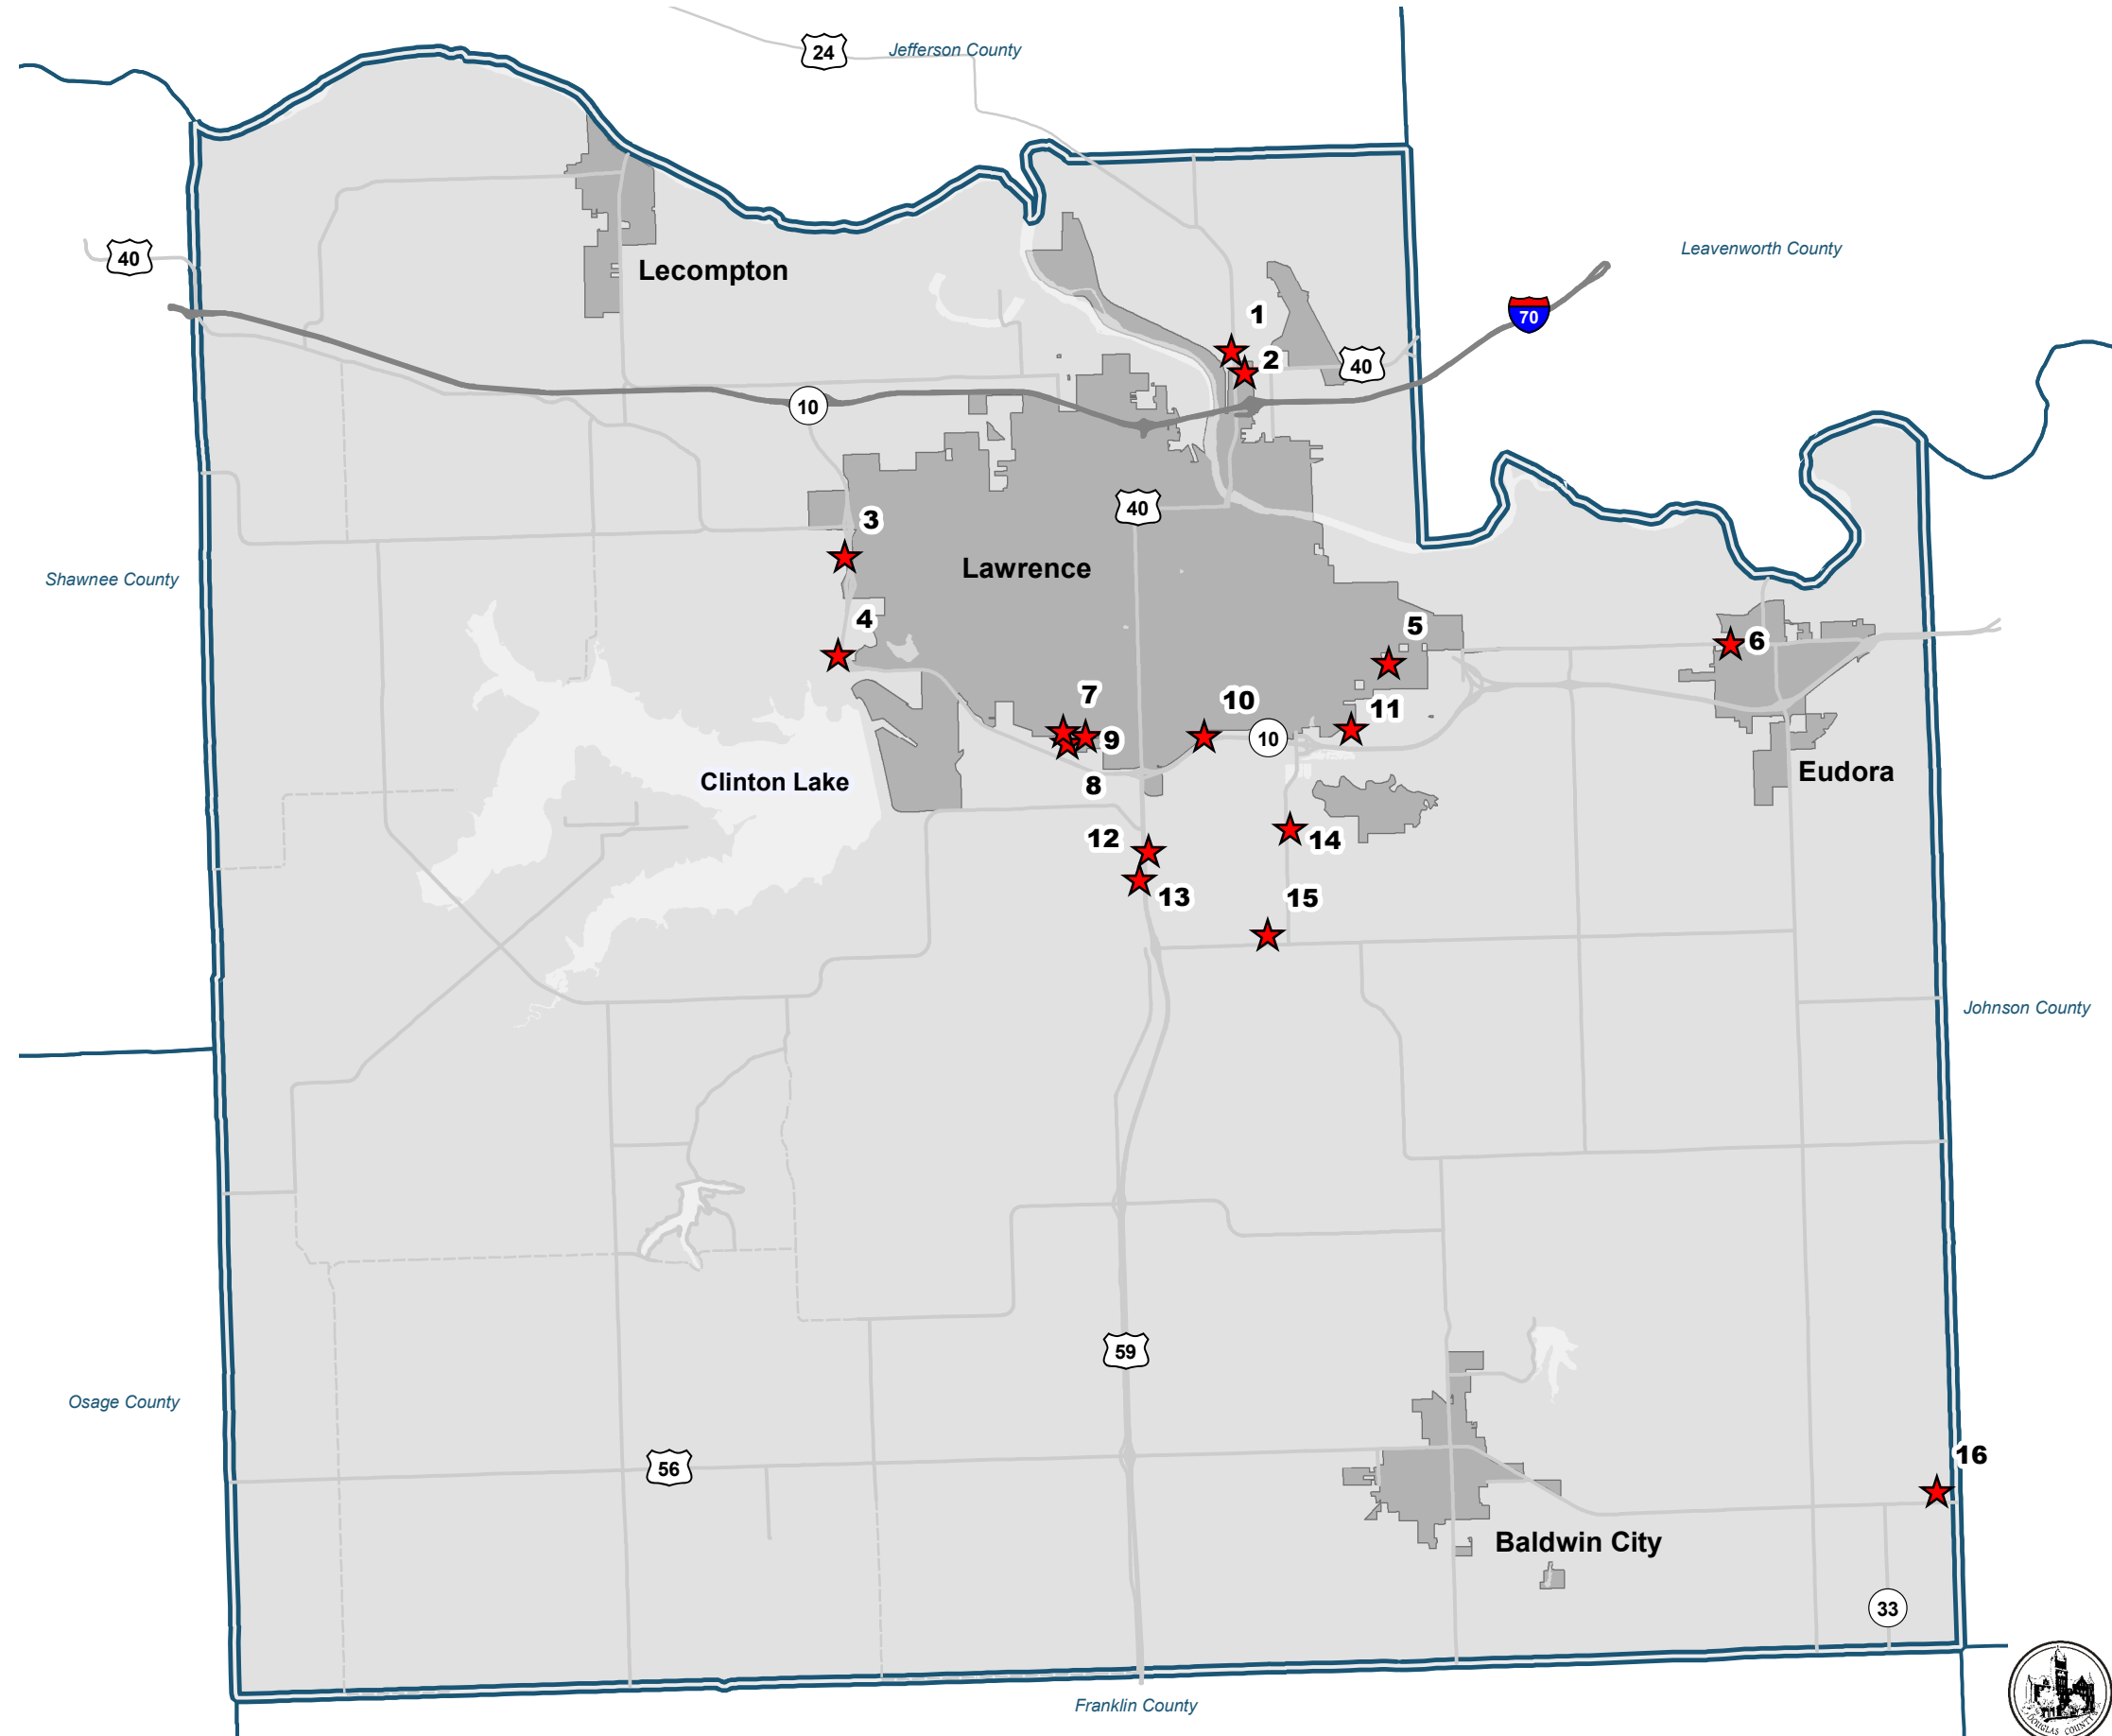 24
Jefferson County
40
Leavenworth County
Lecompton
1
70
2
40
10
3
40
Lawrence
Shawnee County
4
5
6
7
10
11
9
10
Eudora
Clinton Lake
8
12
14
13
15
Johnson County
59
Osage County
16
56
Baldwin City
33
Franklin County
DOUGLAS COUNTY